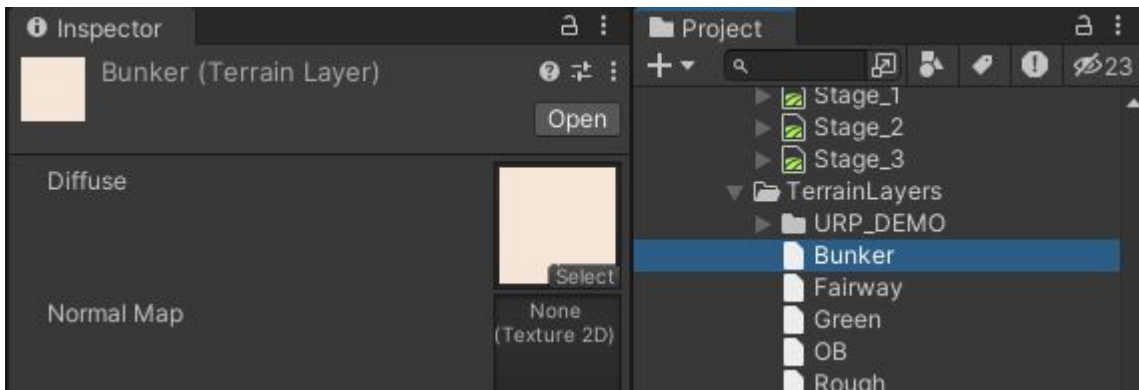 Inspector
Bunker (Terrain Layer)
Open
Diffuse
Select
Normal Map
None
(Texture 2D)
Project
23
Stage_1
Stage_2
Stage_3
TerrainLayers
URP_DEMO
Bunker
Fairway
Green
OB
Rough